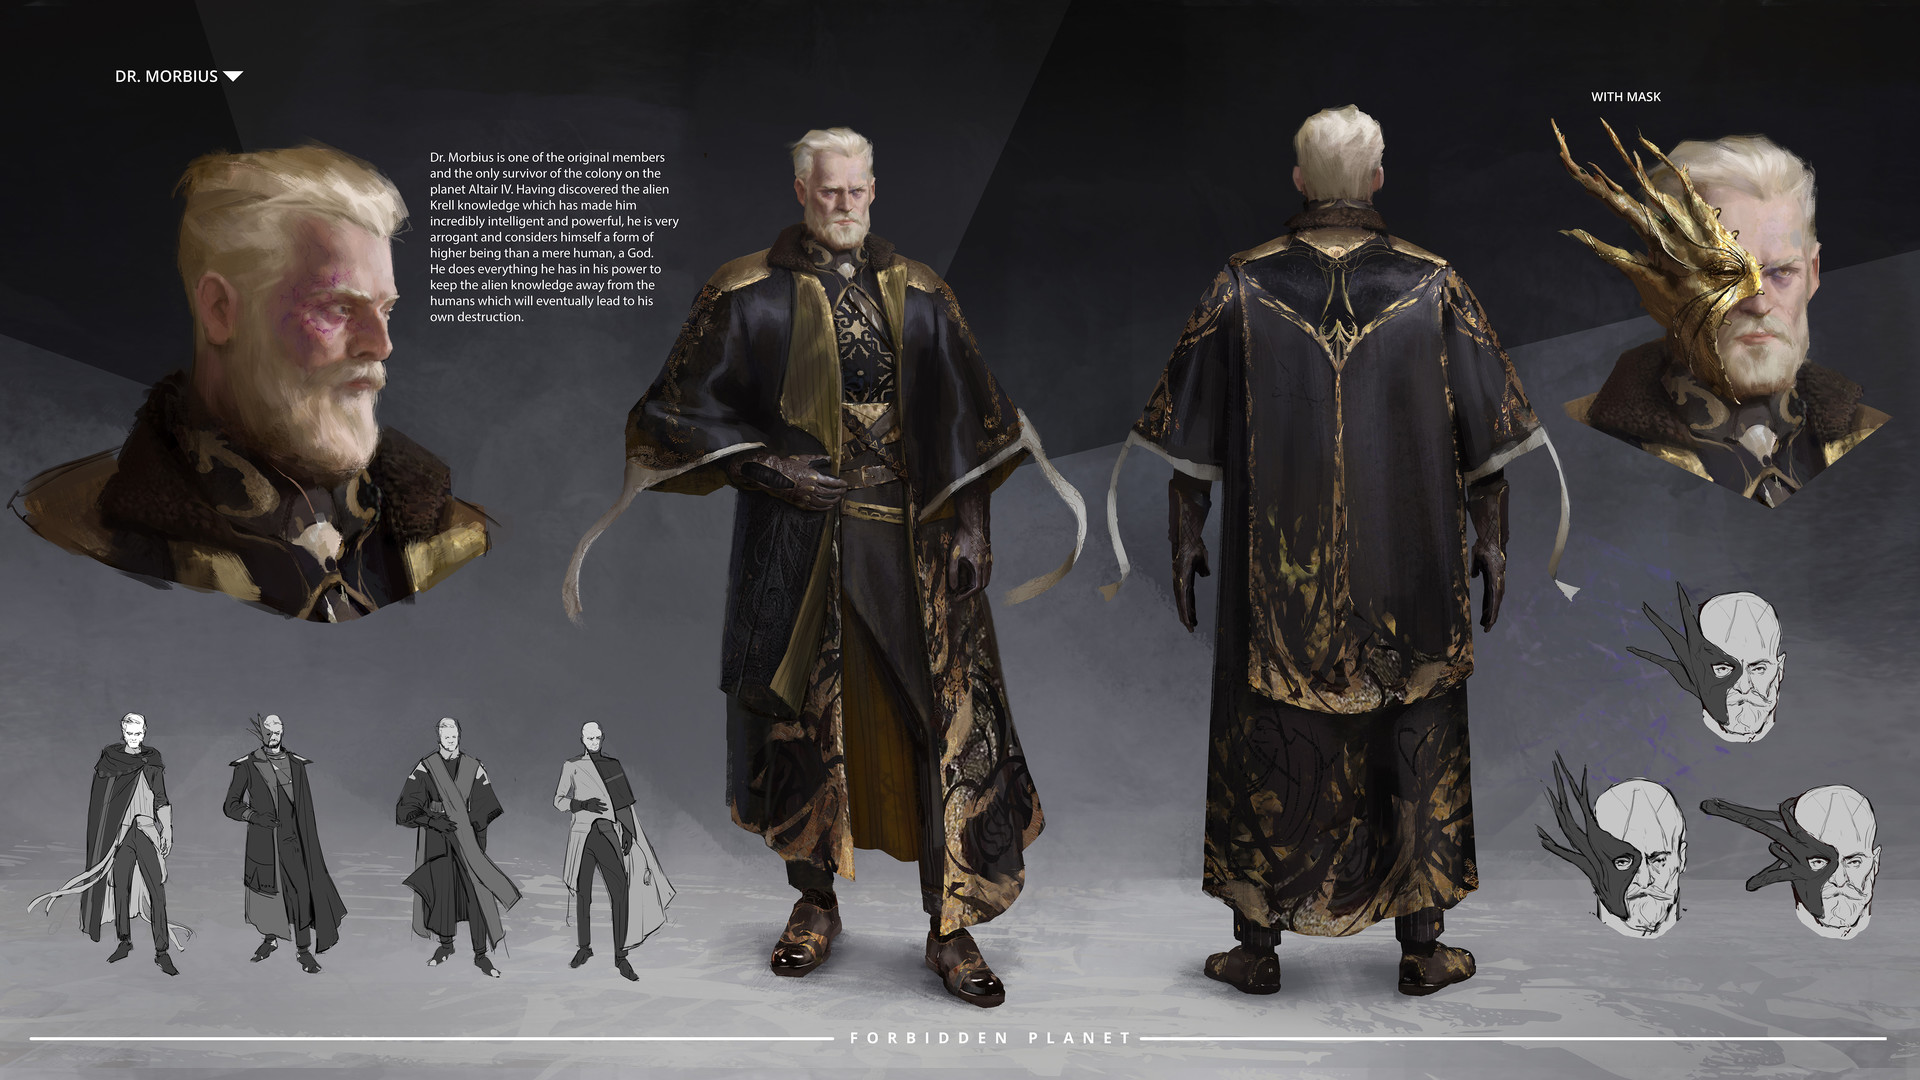 DR. MORBIUS
WITH MASK
Dr. Morbius is one of the original members
and the only survivor of the colony on the
planet Altair IV. Having discovered the alien
Krell knowledge which has made him
incredibly intelligent and powerful, he is very
arrogant and considers himself a form of
higher being than a mere human, a God.
He does everything he has in his power to
keep the alien knowledge away from the
humans which will eventually lead to his
own destruction.
FORBIDDEN PLANET